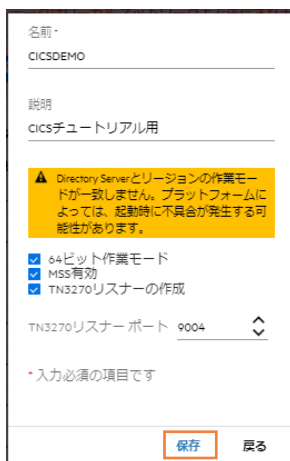 名前*
CICSDEMO
説明
CICSチュートリアル用
Directory Serverとリージョンの作業モー
ドが一致しません。プラットフォームに
よっては、起動時に不具合が発生する可
能性があります。
64ビット作業モード
MSS有効
TN3270リスナーの作成
TN3270リスナー ポート 9004
*入力必須の項目です
保存 戻る